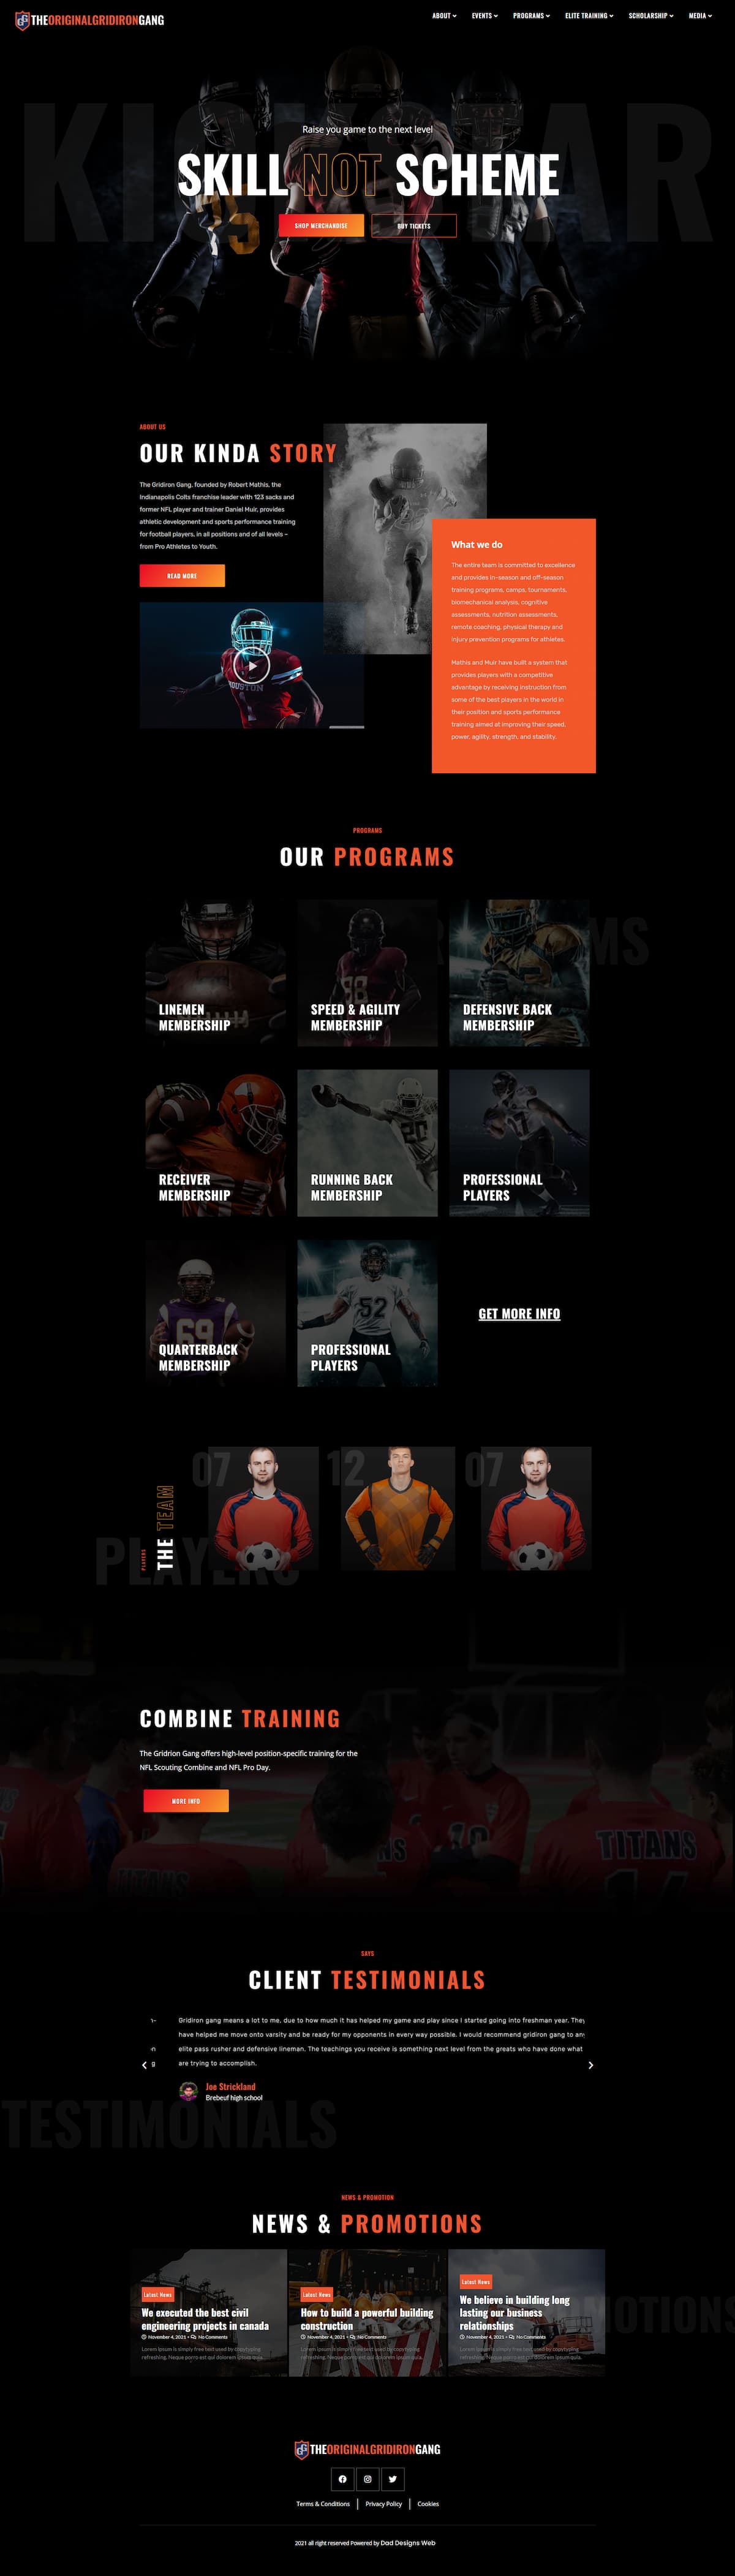 THEORIGINALGRIDIRONGANG
ABOUT EVENTS PROGRAMS ELITE TRAINING SCHOLARSHIP MEDIA
Raise you game to the next level
SKILL NOT SCHEME
SHOP MERCHANDISE BUY TICKETS
ABOUT US
OUR KINDA STORY
The Gridiron Gang, founded by Robert Mathis, the
Indianapolis Colts franchise leader with 123 sacks and
former NFL player and trainer Daniel Muir, provides
athletic development and sports performance training
for football players, in all positions and of all levels –
from Pro Athletes to Youth.
READ MORE
HOUSTON
What we do
The entire team is committed to excellence
and provides in-season and off-season
training programs, camps, tournaments,
biomechanical analysis, cognitive
assessments, nutrition assessments,
remote coaching, physical therapy and
injury prevention programs for athletes.
Mathis and Muir have built a system that
provides players with a competitive
advantage by receiving instruction from
some of the best players in the world in
their position and sports performance
training aimed at improving their speed,
power, agility, strength, and stability.
PROGRAMS
OUR PROGRAMS
LINEMEN
MEMBERSHIP
SPEED & AGILITY
MEMBERSHIP
DEFENSIVE BACK
MEMBERSHIP
RECEIVER
MEMBERSHIP
RUNNING BACK
MEMBERSHIP
PROFESSIONAL
PLAYERS
QUARTERBACK
MEMBERSHIP
PROFESSIONAL
PLAYERS
GET MORE INFO
07 12 07
PLAYERS
THE TEAM
PLAYERS
COMBINE TRAINING
The Gridrion Gang offers high-level position-specific training for the
NFL Scouting Combine and NFL Pro Day.
MORE INFO
TITANS
SAYS
CLIENT TESTIMONIALS
Gridiron gang means a lot to me, due to how much it has helped my game and play since I started going into freshman year. They
have helped me move onto varsity and be ready for my opponents in every way possible. I would recommend gridiron gang to any
elite pass rusher and defensive lineman. The teachings you receive is something next level from the greats who have done what
are trying to accomplish.
Joe Strickland
Brebeuf high school
TESTIMONIALS
NEWS & PROMOTION
NEWS & PROMOTIONS
Latest News
We executed the best civil
engineering projects in canada
November 4, 2021 • No Comments
Lorem Ipsum is simply free text used by copytyping
refreshing. Neque porro est qui dolorem ipsum quia.
Latest News
How to build a powerful building
construction
November 4, 2021 • No Comments
Lorem Ipsum is simply free text used by copytyping
refreshing. Neque porro est qui dolorem ipsum quia.
Latest News
We believe in building long
lasting our business
relationships
November 4, 2021 • No Comments
Lorem Ipsum is simply free text used by copytyping
refreshing. Neque porro est qui dolorem ipsum quia.
THEORIGINALGRIDIRONGANG
Terms & Conditions Privacy Policy Cookies
2021 all right reserved Powered by Dad Designs Web